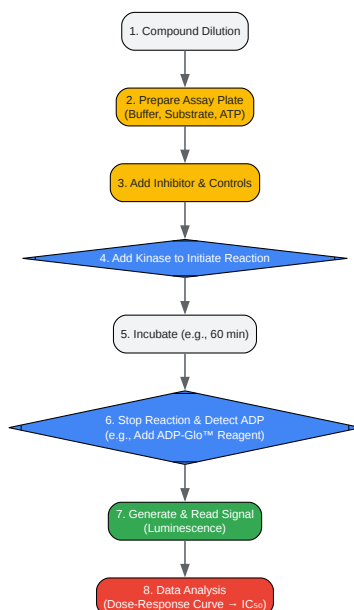 1. Compound Dilution
2. Prepare Assay Plate
(Buffer, Substrate, ATP)
3. Add Inhibitor & Controls
4. Add Kinase to Initiate Reaction
5. Incubate (e.g., 60 min)
6. Stop Reaction & Detect ADP
(e.g., Add ADP-Glo™ Reagent)
7. Generate & Read Signal
(Luminescence)
8. Data Analysis
(Dose-Response Curve → IC₅₀)